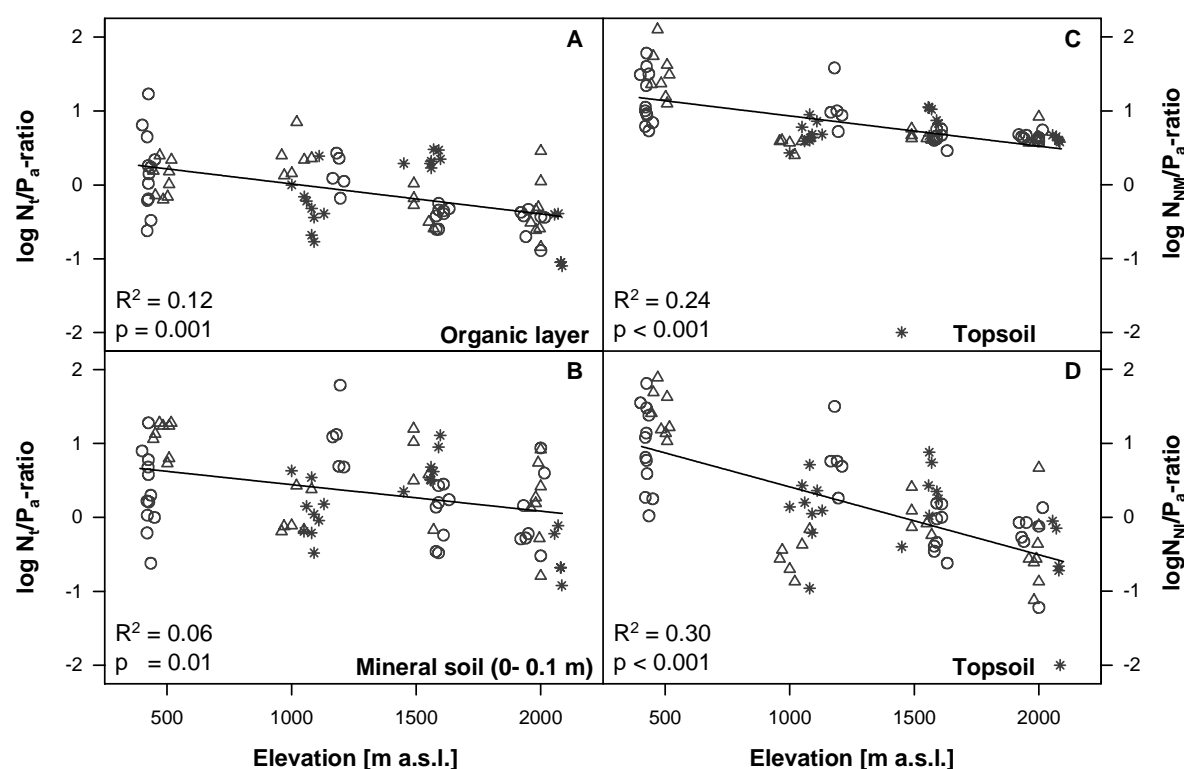 A
2
1
0
-1
-2
log Nt/Pa-ratio
R2 = 0.12
p = 0.001
Organic layer
C
2
1
0
-1
-2
log NNM/Pa-ratio
R2 = 0.24
p < 0.001
Topsoil
B
2
1
0
-1
-2
log Nt/Pa-ratio
R2 = 0.06
p = 0.01
Mineral soil (0- 0.1 m)
500 1000 1500 2000
Elevation [m a.s.l.]
D
2
1
0
-1
-2
logNNI/Pa-ratio
R2 = 0.30
p < 0.001
Topsoil
500 1000 1500 2000
Elevation [m a.s.l.]